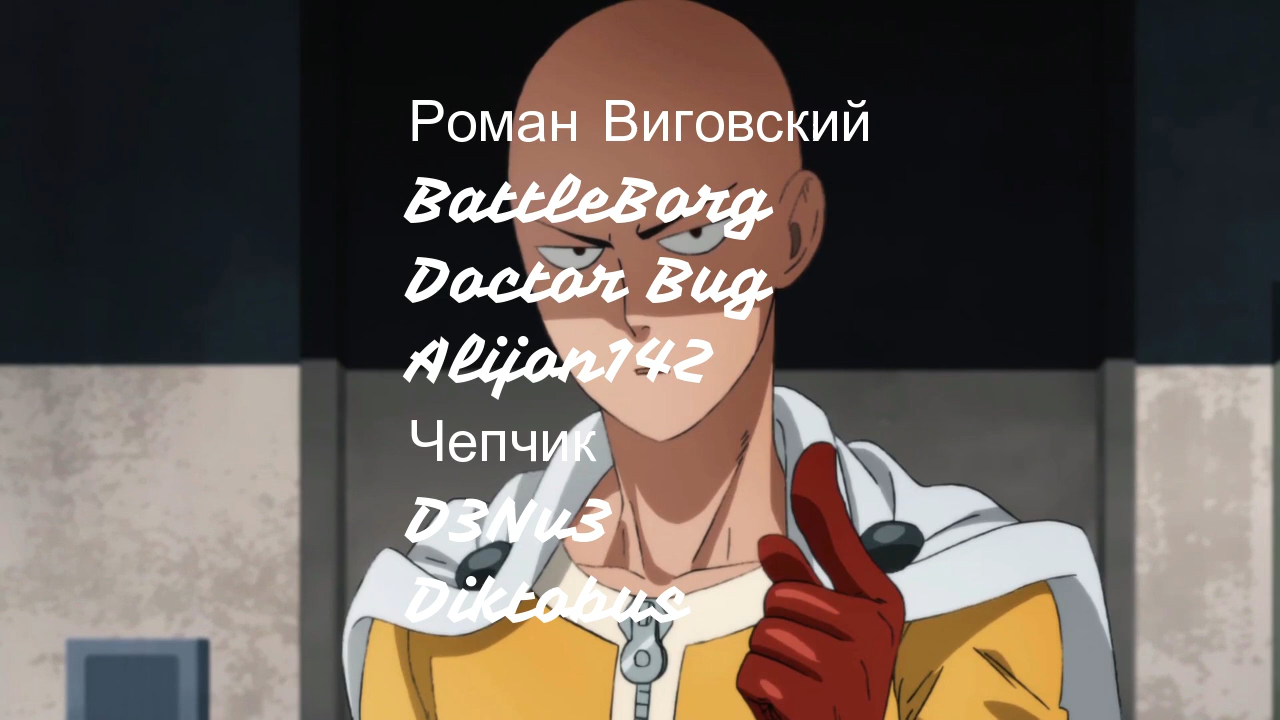 Роман Виговский
BattleBorg
Doctor Bug
Alijon142
Чепчик
D3Nu3
Diktobus